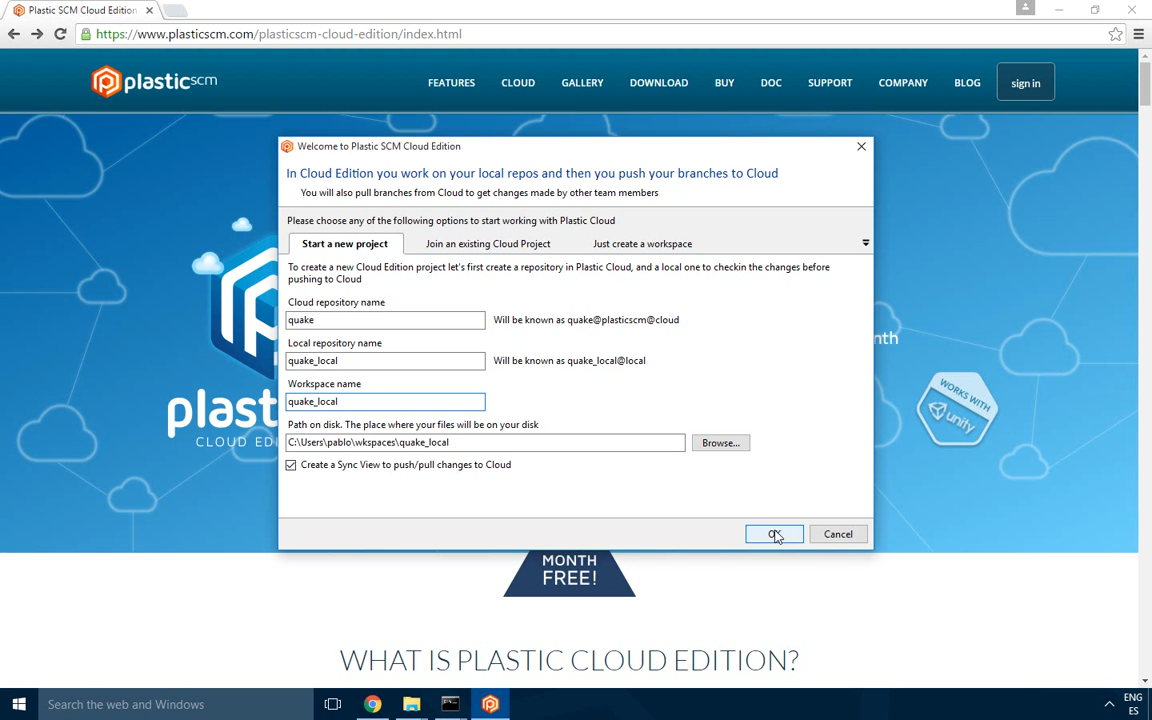 Plastic SCM Cloud Edition
https://www.plasticscm.com/plasticscm-cloud-edition/index.html
plasticscm
FEATURES CLOUD GALLERY DOWNLOAD BUY DOC SUPPORT COMPANY BLOG sign in
Welcome to Plastic SCM Cloud Edition
In Cloud Edition you work on your local repos and then you push your branches to Cloud
You will also pull branches from Cloud to get changes made by other team members
Please choose any of the following options to start working with Plastic Cloud
Start a new project Join an existing Cloud Project Just create a workspace
To create a new Cloud Edition project let's first create a repository in Plastic Cloud, and a local one to checkin the changes before
pushing to Cloud
Cloud repository name
quake Will be known as quake@plasticscm@cloud
Local repository name
quake_local Will be known as quake_local@local
Workspace name
quake_local
Path on disk. The place where your files will be on your disk
C:\Users\pablo\wkspaces\quake_local Browse...
Create a Sync View to push/pull changes to Cloud
OK Cancel
plast
CLOUD EDI
nth
WORKS WITH
unity
MONTH
FREE!
WHAT IS PLASTIC CLOUD EDITION?
Search the web and Windows
ENG
ES